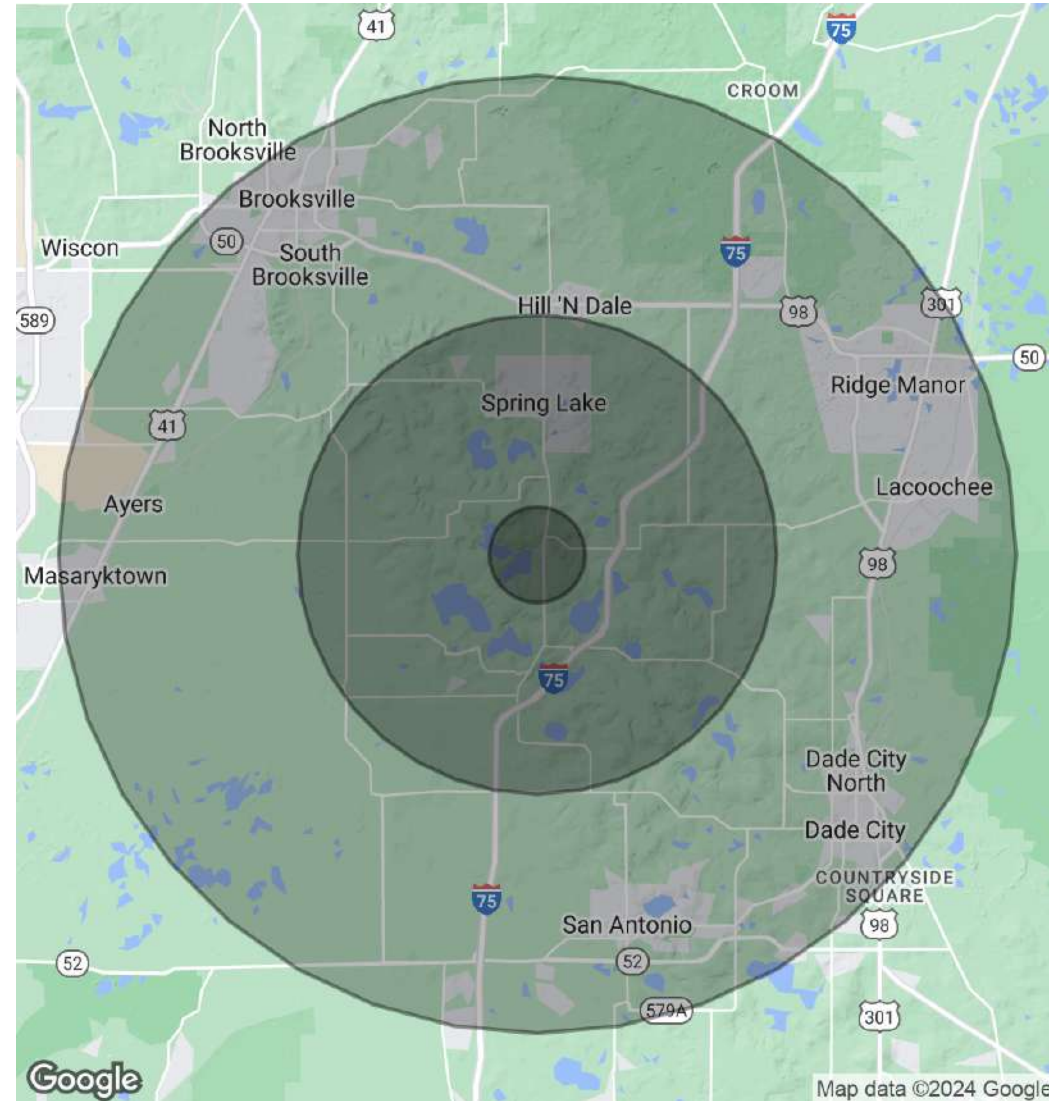 41
75
CROOM
North
Brooksville
Brooksville
50
South
Brooksville
Wiscon
75
589
Hill 'N Dale
98
301
50
Ridge Manor
Spring Lake
41
Lacoochee
Ayers
98
Masaryktown
75
Dade City
North
Dade City
COUNTRYSIDE
SQUARE
75
San Antonio
98
52
52
579A
301
Google
Map data ©2024 Google